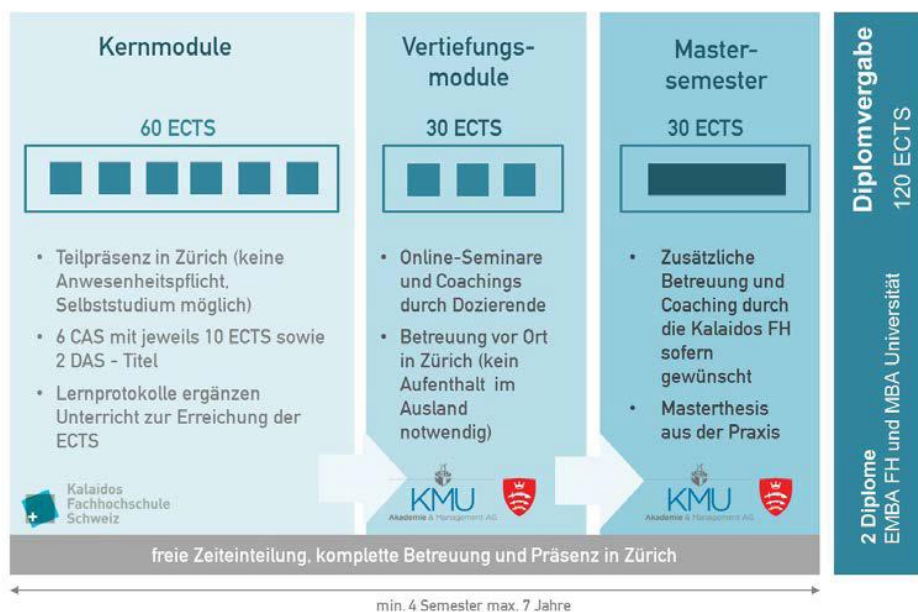 Kernmodule
60 ECTS
• Teilpräsenz in Zürich (keine
Anwesenheitspflicht,
Selbststudium möglich)
• 6 CAS mit jeweils 10 ECTS sowie
2 DAS - Titel
• Lernprotokolle ergänzen
Unterricht zur Erreichung der
ECTS
Kalaidos
Fachhochschule
Schweiz
Vertiefungs-
module
30 ECTS
• Online-Seminare
und Coachings
durch Dozierende
• Betreuung vor Ort
in Zürich (kein
Aufenthalt im
Ausland
notwendig)
KMU
Akademie & Management AG
Master-
semester
30 ECTS
• Zusätzliche
Betreuung und
Coaching durch
die Kalaidos FH
sofern
gewünscht
• Masterthesis
aus der Praxis
KMU
Akademie & Management AG
Diplomvergabe
120 ECTS
2 Diplome
EMBA FH und MBA Universität
freie Zeiteinteilung, komplette Betreuung und Präsenz in Zürich
min. 4 Semester max. 7 Jahre